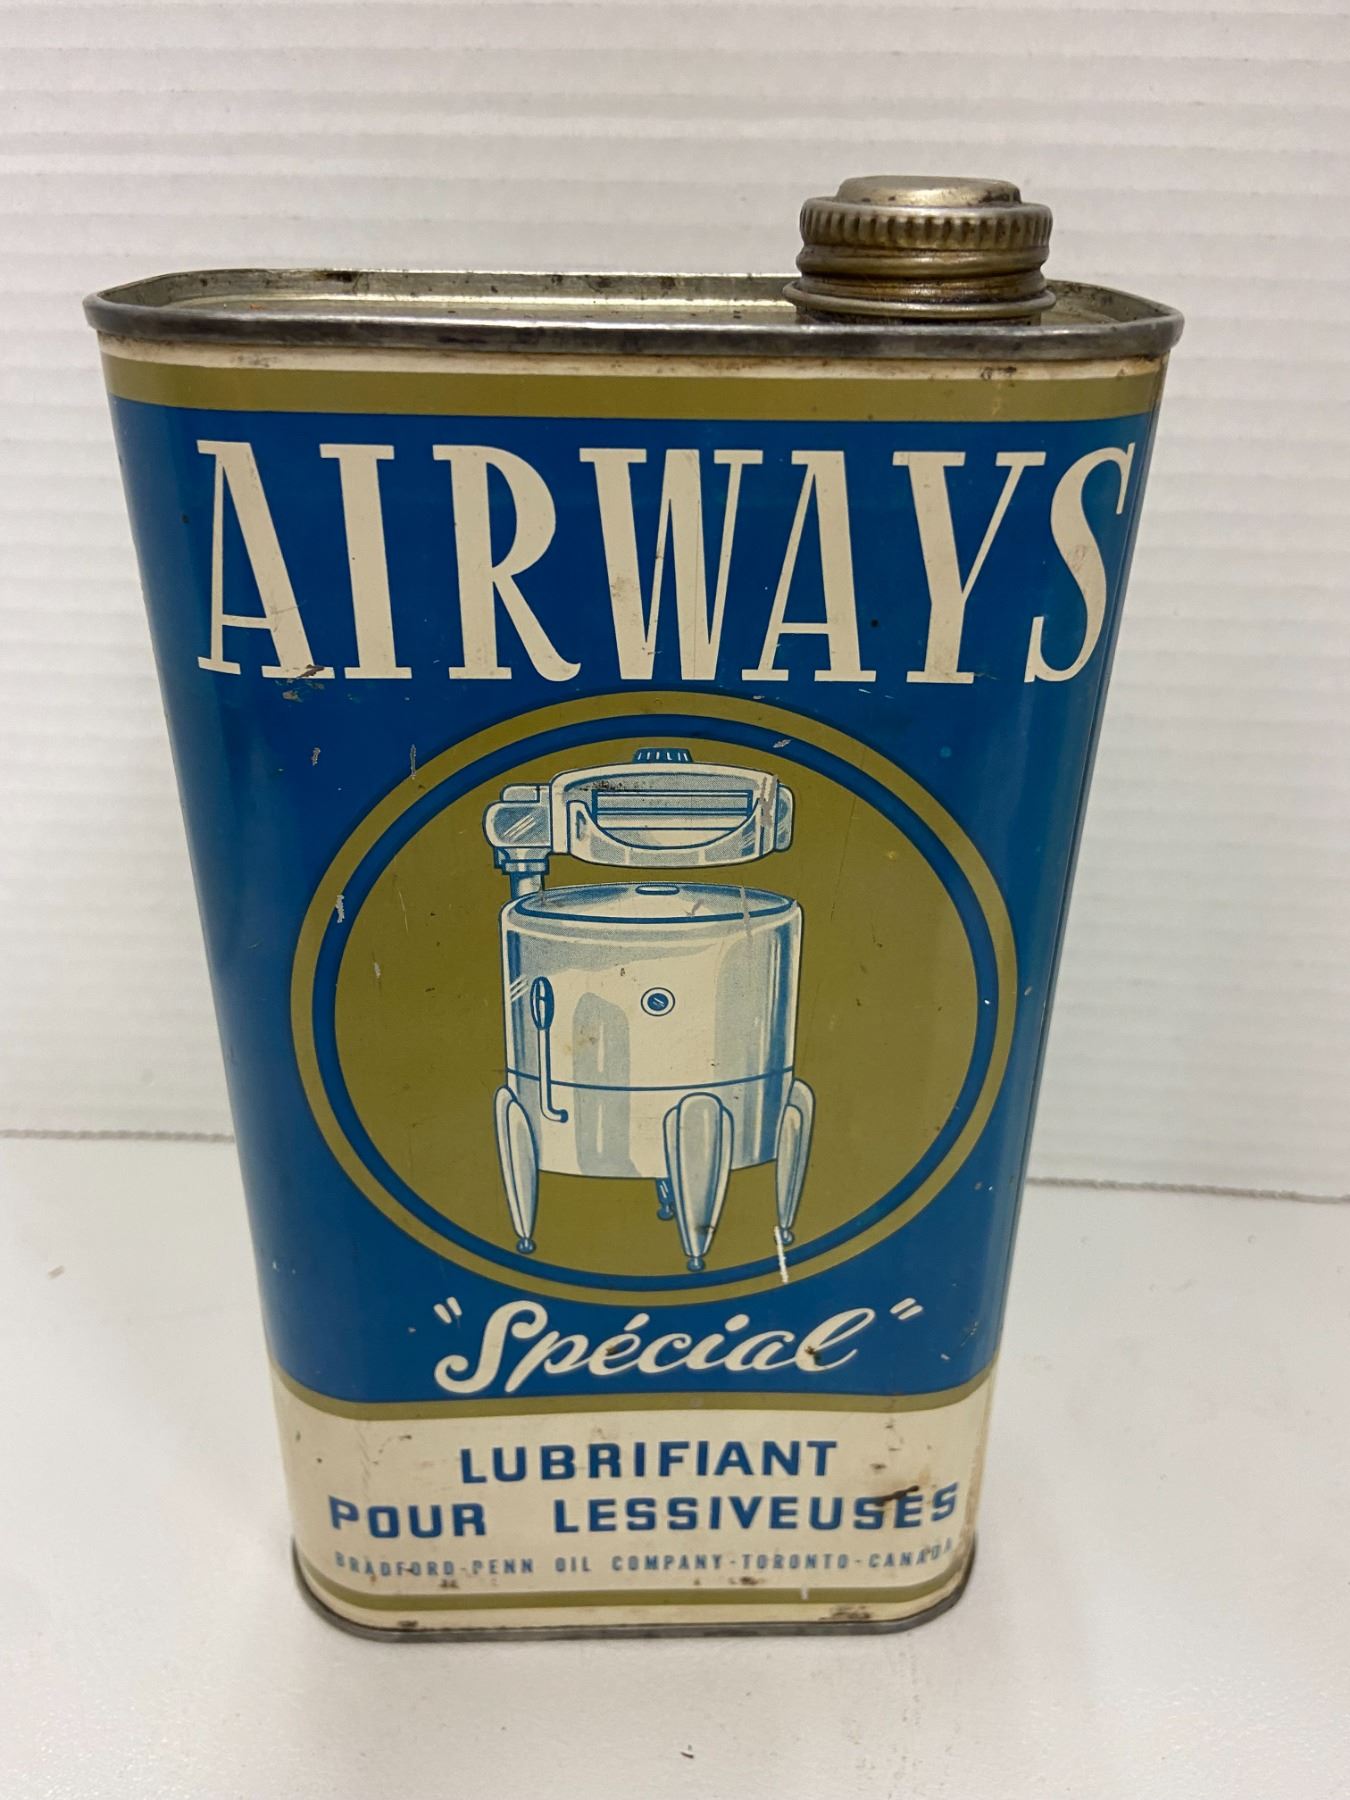 AIRWAYS
"Spécial"
LUBRIFIANT
POUR LESSIVEUSES
BRADFORD-PENN OIL COMPANY-TORONTO-CANADA